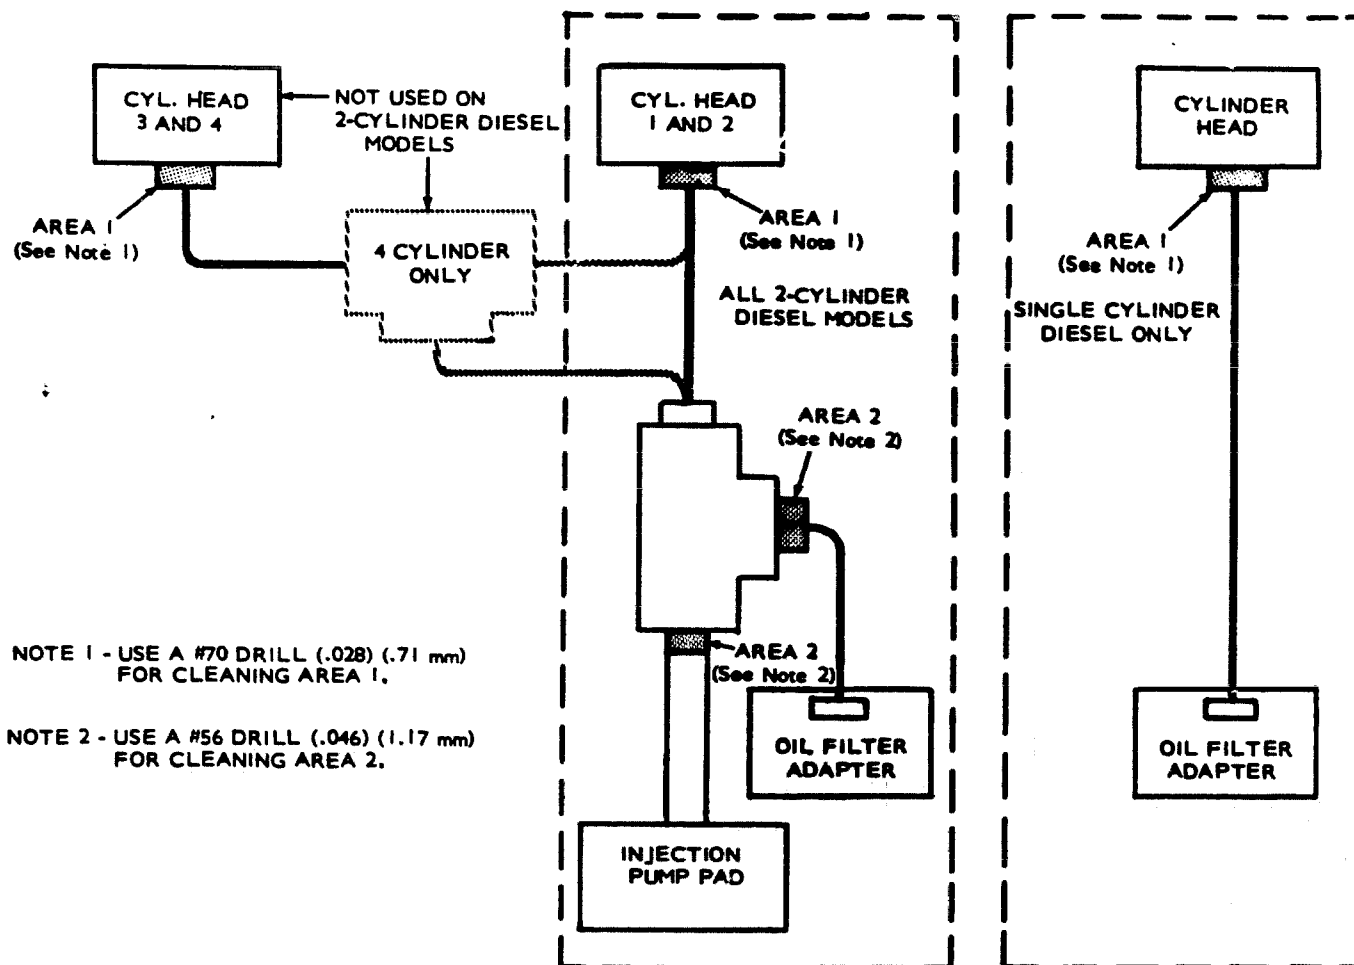 CYL. HEAD
3 AND 4
NOT USED ON
2-CYLINDER DIESEL
MODELS
AREA 1
(See Note 1)
4 CYLINDER
ONLY
CYL. HEAD
1 AND 2
AREA 1
(See Note 1)
ALL 2-CYLINDER
DIESEL MODELS
AREA 2
(See Note 2)
AREA 2
(See Note 2)
OIL FILTER
ADAPTER
INJECTION
PUMP PAD
CYLINDER
HEAD
AREA 1
(See Note 1)
SINGLE CYLINDER
DIESEL ONLY
OIL FILTER
ADAPTER
NOTE 1 - USE A #70 DRILL (.028) (.71 mm)
FOR CLEANING AREA 1.
NOTE 2 - USE A #56 DRILL (.046) (1.17 mm)
FOR CLEANING AREA 2.